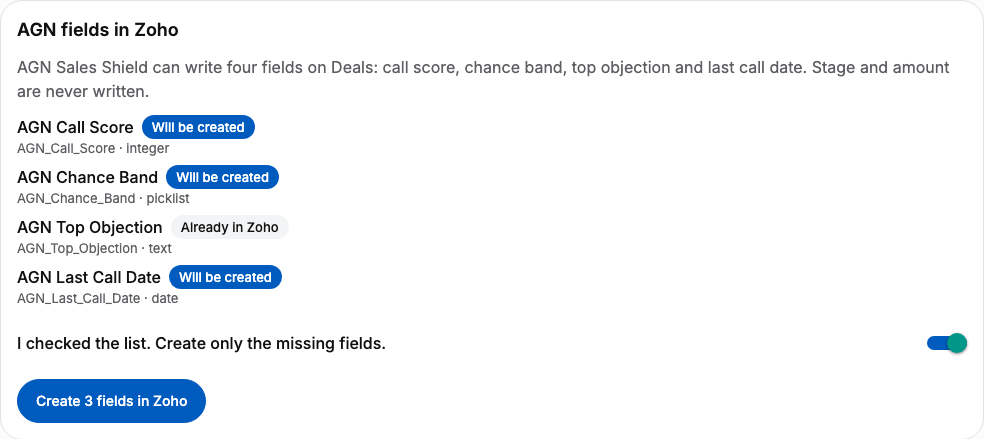 AGN fields in Zoho
AGN Sales Shield can write four fields on Deals: call score, chance band, top objection and last call date. Stage and amount
are never written.
AGN Call Score Will be created
AGN_Call_Score · integer
AGN Chance Band Will be created
AGN_Chance_Band · picklist
AGN Top Objection Already in Zoho
AGN_Top_Objection · text
AGN Last Call Date Will be created
AGN_Last_Call_Date · date
I checked the list. Create only the missing fields.
Create 3 fields in Zoho